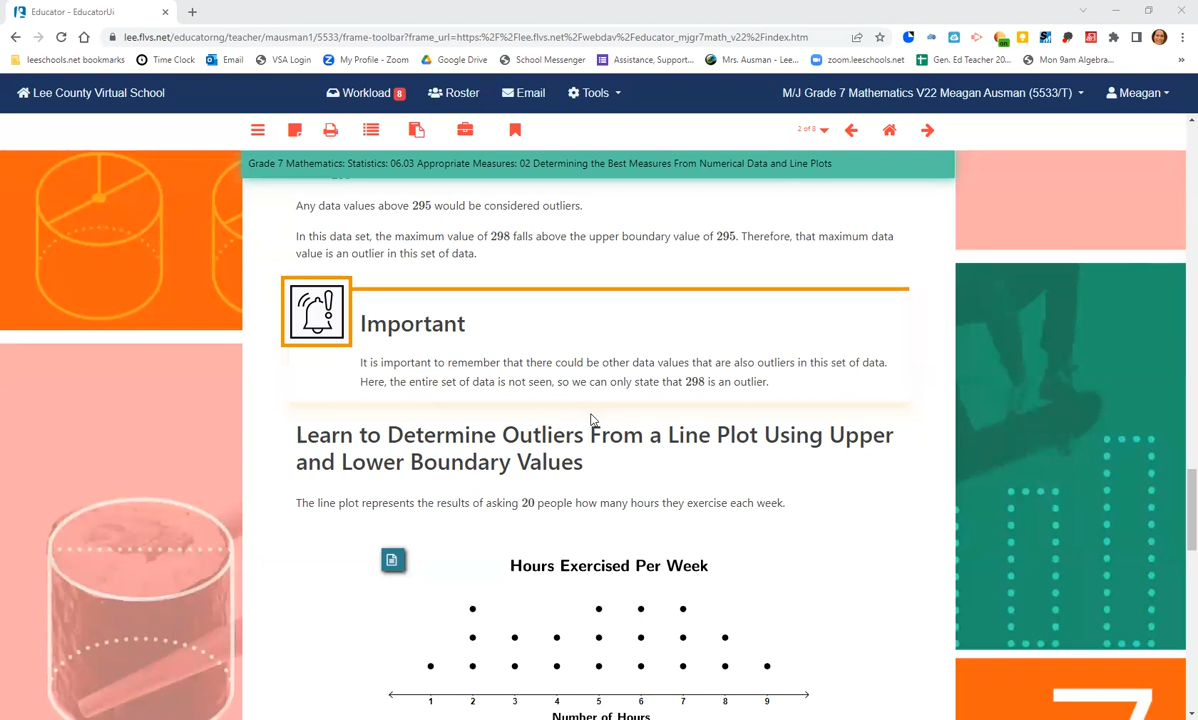 Educator - EducatorUi
lee.flvs.net/educatorng/teacher/mausman1/5533/frame-toolbar?frame_url=https:%2F%2Flee.flvs.net%2Fwebdav%2Feducator_mjgr7math_v22%2Findex.htm
leeschools.net bookmarks Time Clock Email VSA Login My Profile - Zoom Google Drive School Messenger Assistance, Support... Mrs. Ausman - Lee... zoom.leeschools.net Gen. Ed Teacher 20... Mon 9am Algebra...
on
Lee County Virtual School Workload 8 Roster Email Tools M/J Grade 7 Mathematics V22 Meagan Ausman (5533/T) Meagan
2 of 8
Grade 7 Mathematics: Statistics: 06.03 Appropriate Measures: 02 Determining the Best Measures From Numerical Data and Line Plots
Any data values above 295 would be considered outliers.
In this data set, the maximum value of 298 falls above the upper boundary value of 295. Therefore, that maximum data
value is an outlier in this set of data.
Important
It is important to remember that there could be other data values that are also outliers in this set of data.
Here, the entire set of data is not seen, so we can only state that 298 is an outlier.
Learn to Determine Outliers From a Line Plot Using Upper
and Lower Boundary Values
The line plot represents the results of asking 20 people how many hours they exercise each week.
Hours Exercised Per Week
1 2 3 4 5 6 7 8 9
Number of Hours
7